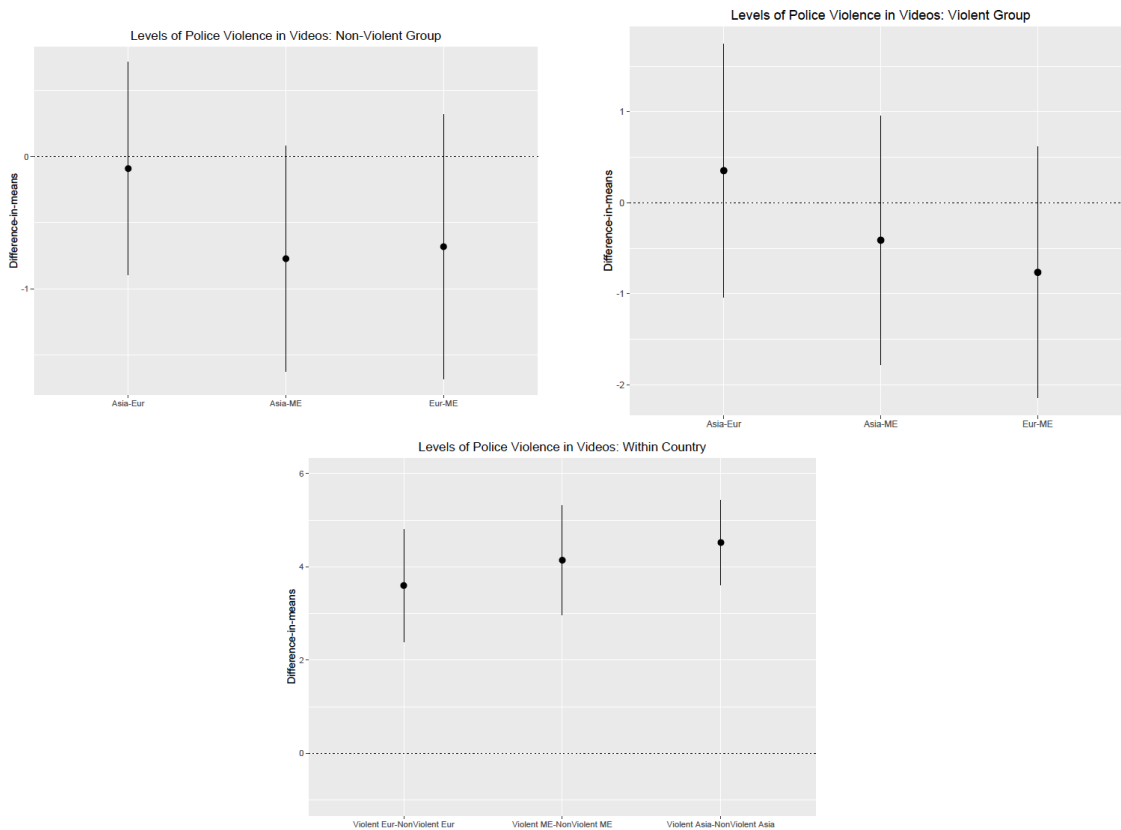 Levels of Police Violence in Videos: Non-Violent Group
Difference-in-means
0
-1
Asia-Eur Asia-ME Eur-ME
Levels of Police Violence in Videos: Violent Group
Difference-in-means
1
0
-1
-2
Asia-Eur Asia-ME Eur-ME
Levels of Police Violence in Videos: Within Country
Difference-in-means
6
4
2
0
Violent Eur-NonViolent Eur Violent ME-NonViolent ME Violent Asia-NonViolent Asia